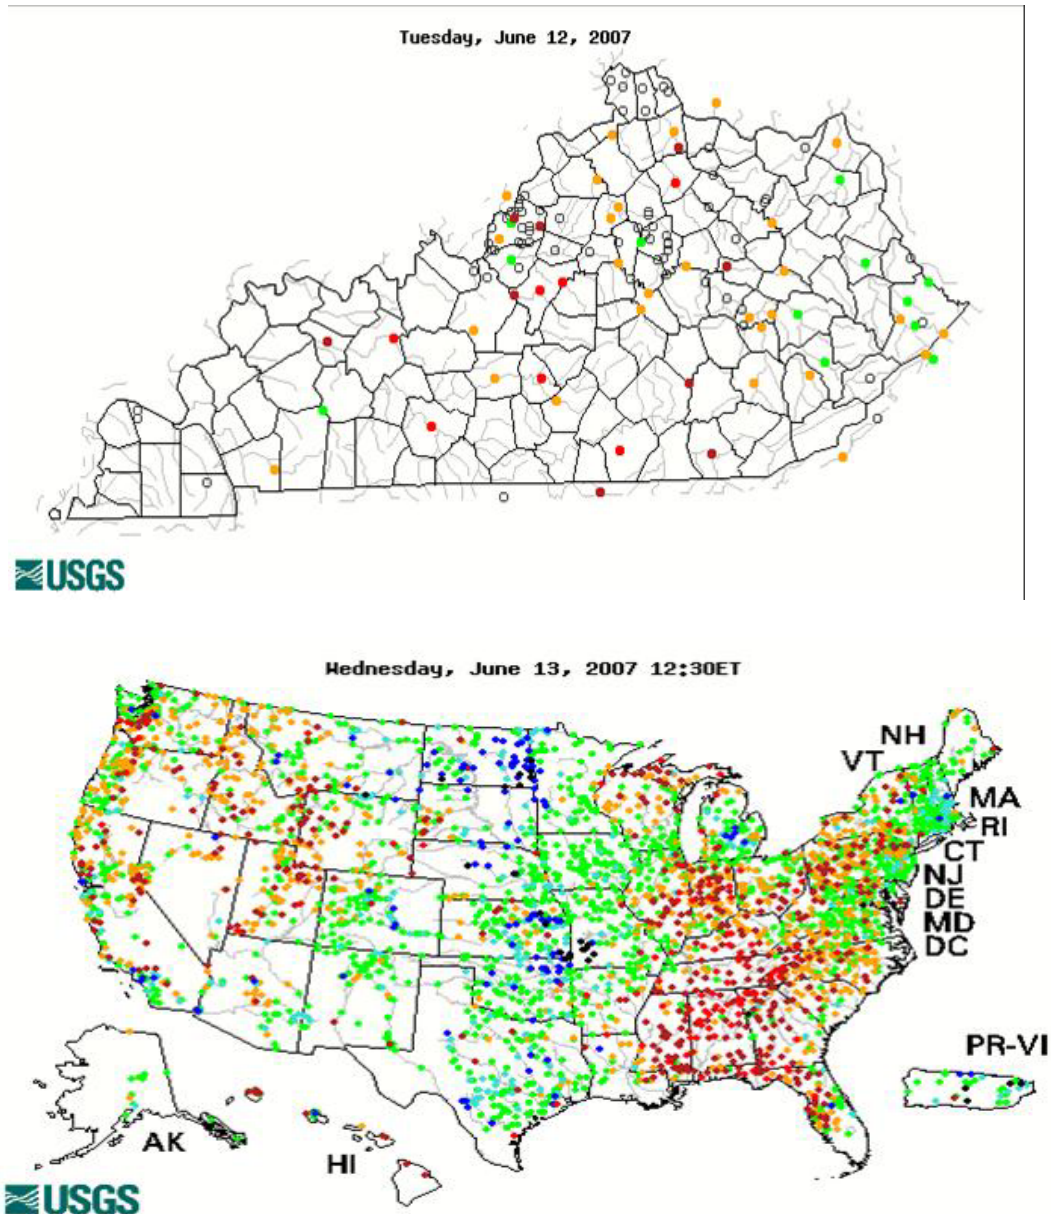 Tuesday, June 12, 2007
USGS
Wednesday, June 13, 2007 12:30ET
NH
VT
MA
RI
CT
NJ
DE
MD
DC
PR-VI
AK
HI
USGS